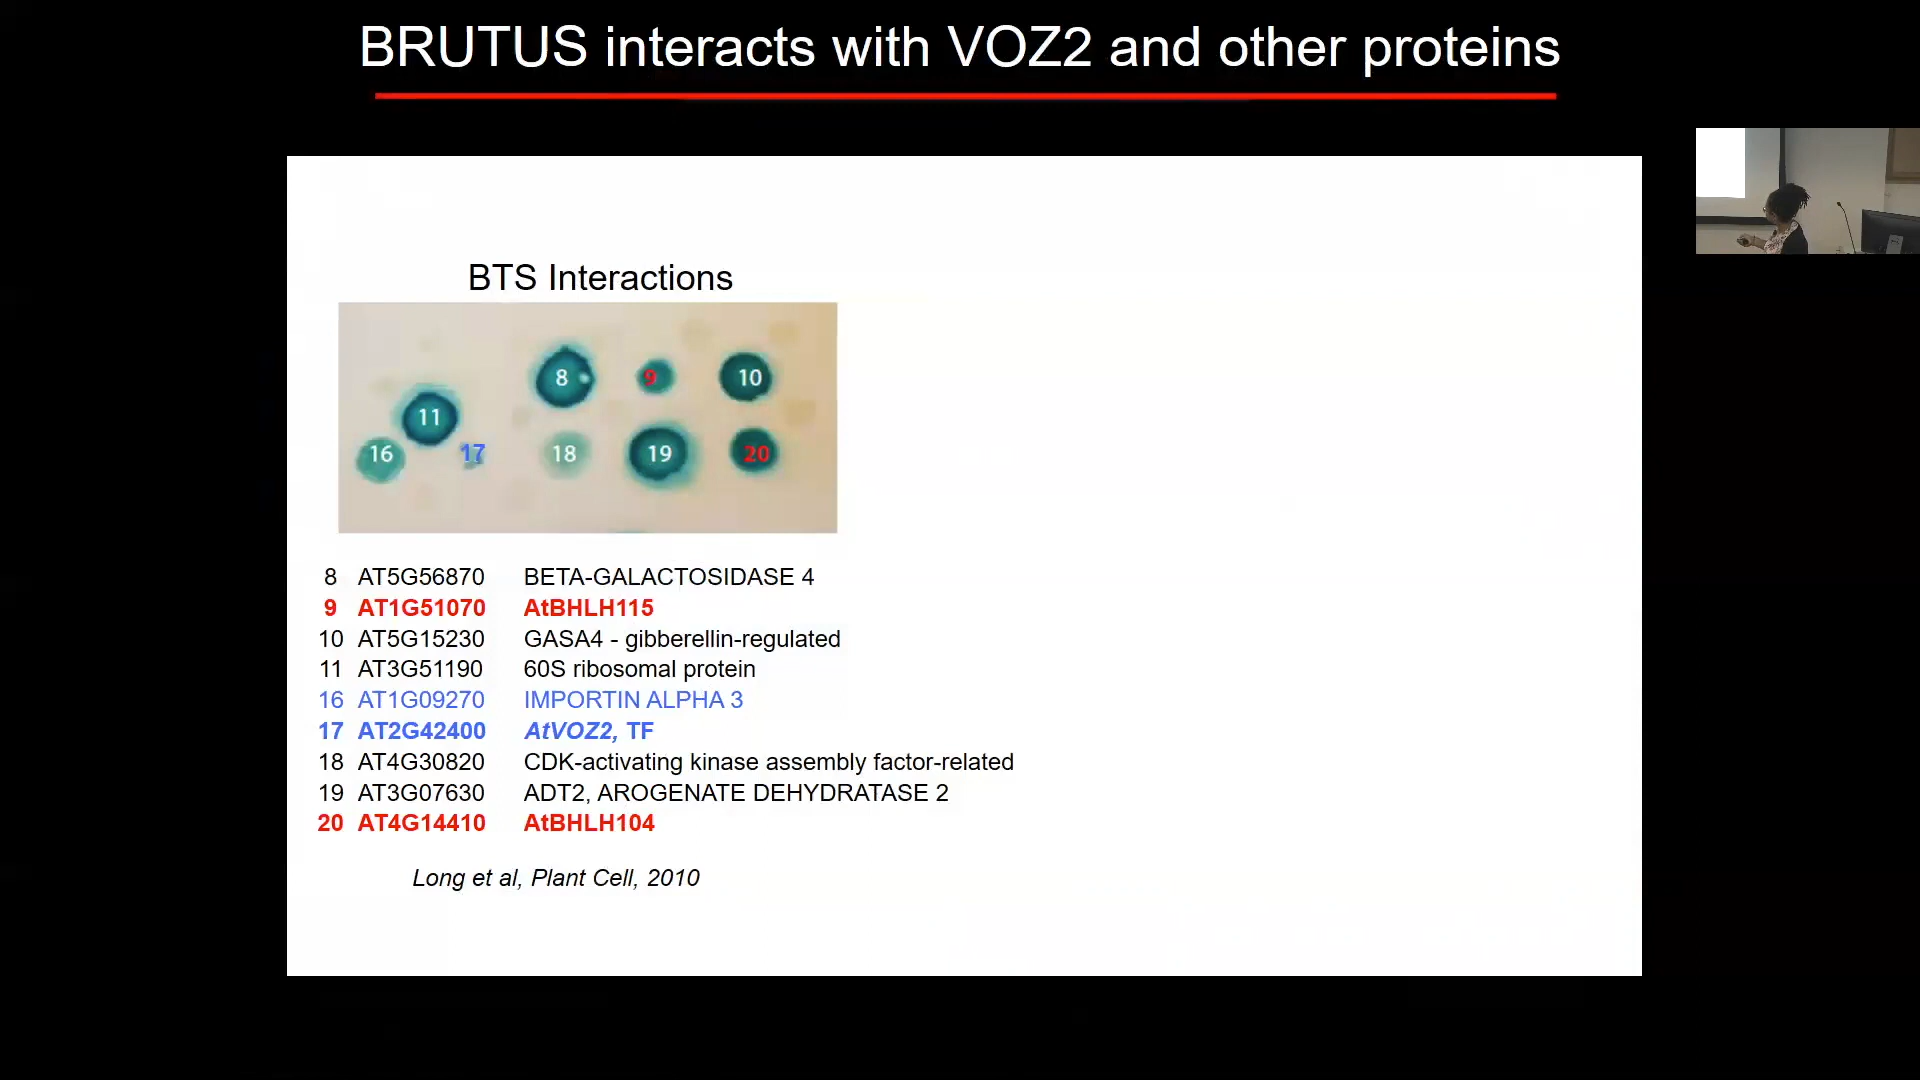 BRUTUS interacts with VOZ2 and other proteins
BTS Interactions
8 9 10
11
16 17 18 19 20
8 AT5G56870 BETA-GALACTOSIDASE 4
9 AT1G51070 AtBHLH115
10 AT5G15230 GASA4 - gibberellin-regulated
11 AT3G51190 60S ribosomal protein
16 AT1G09270 IMPORTIN ALPHA 3
17 AT2G42400 AtVOZ2, TF
18 AT4G30820 CDK-activating kinase assembly factor-related
19 AT3G07630 ADT2, AROGENATE DEHYDRATASE 2
20 AT4G14410 AtBHLH104
Long et al, Plant Cell, 2010